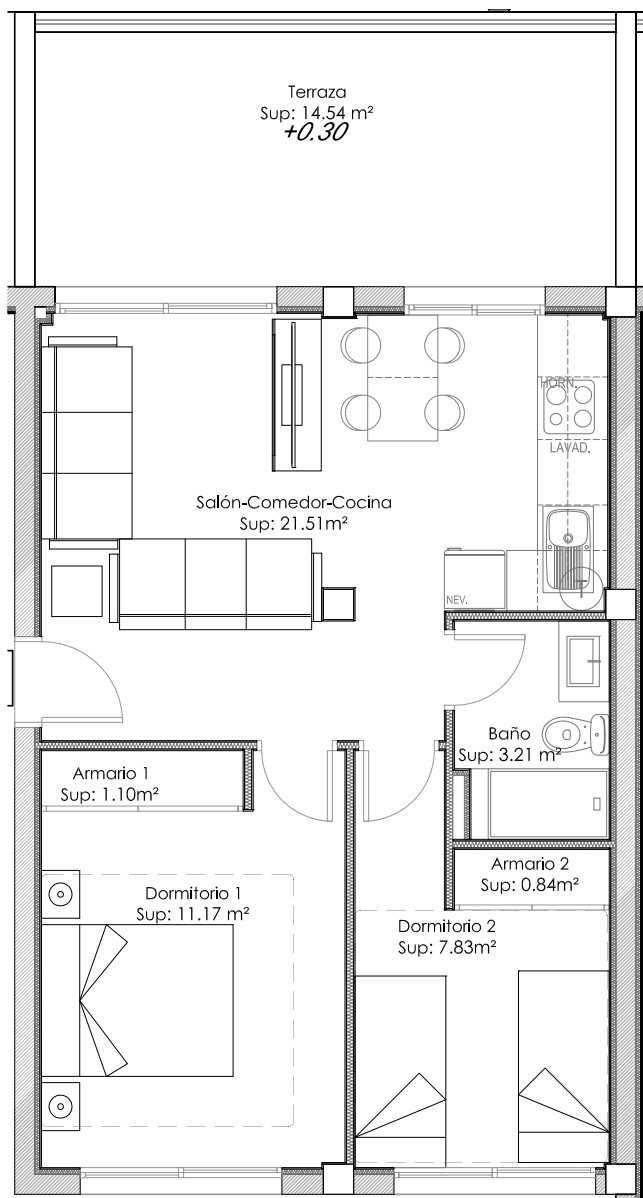 Terraza
Sup: 14.54 m²
+0.30
HORN.
LAVAD.
Salón-Comedor-Cocina
Sup: 21.51m²
NEV.
T
Baño
Sup: 3.21 m²
Armario 1
Sup: 1.10m²
Armario 2
Sup: 0.84m²
Dormitorio 1
Sup: 11.17 m²
Dormitorio 2
Sup: 7.83m²